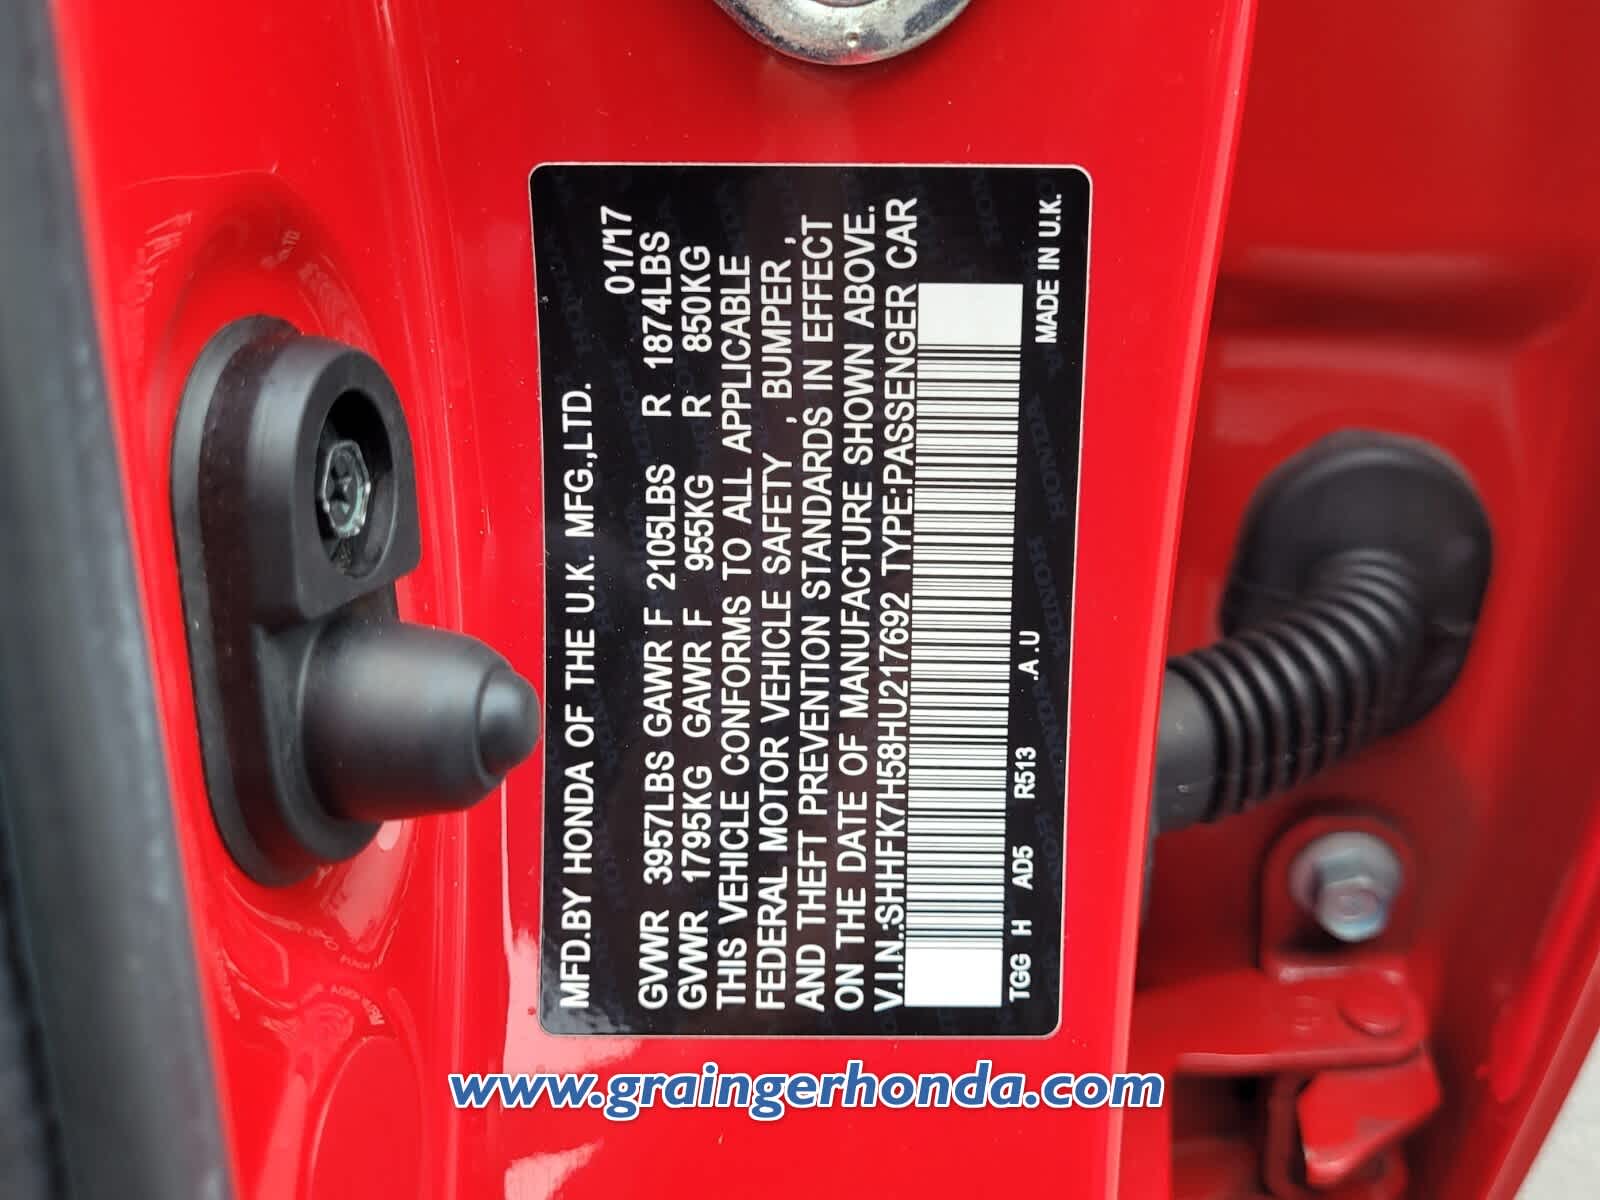 MFD.BY HONDA OF THE U.K. MFG.,LTD. 01/'17
GVWR 3957LBS GAWR F 2105LBS R 1874LBS
GVWR 1795KG GAWR F 955KG R 850KG
THIS VEHICLE CONFORMS TO ALL APPLICABLE
FEDERAL MOTOR VEHICLE SAFETY , BUMPER ,
AND THEFT PREVENTION STANDARDS IN EFFECT
ON THE DATE OF MANUFACTURE SHOWN ABOVE.
V.I.N.:SHHFK7H58HU217692 TYPE:PASSENGER CAR
TGG H AD5 R513 .A .U MADE IN U.K.
www.graingerhonda.com